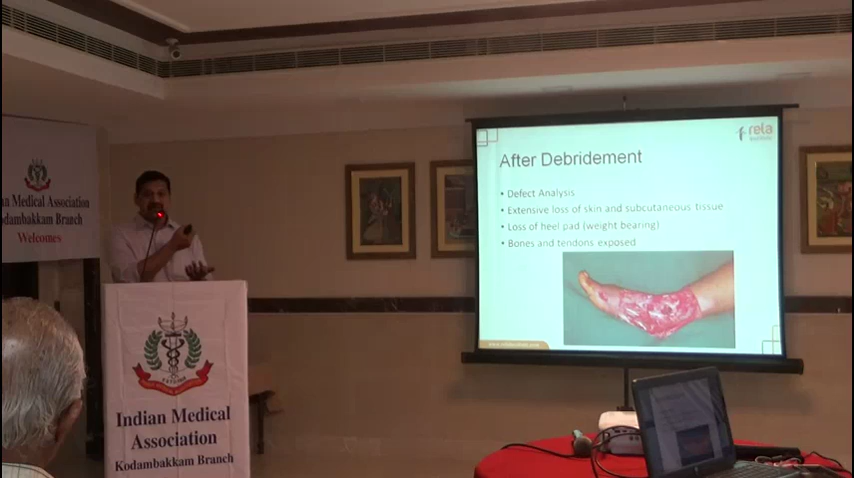 an Medical Association
odambakkam Branch
Welcomes
Indian Medical
Association
Kodambakkam Branch
rela
After Debridement
• Defect Analysis
• Extensive loss of skin and subcutaneous tissue
• Loss of heel pad (weight bearing)
• Bones and tendons exposed